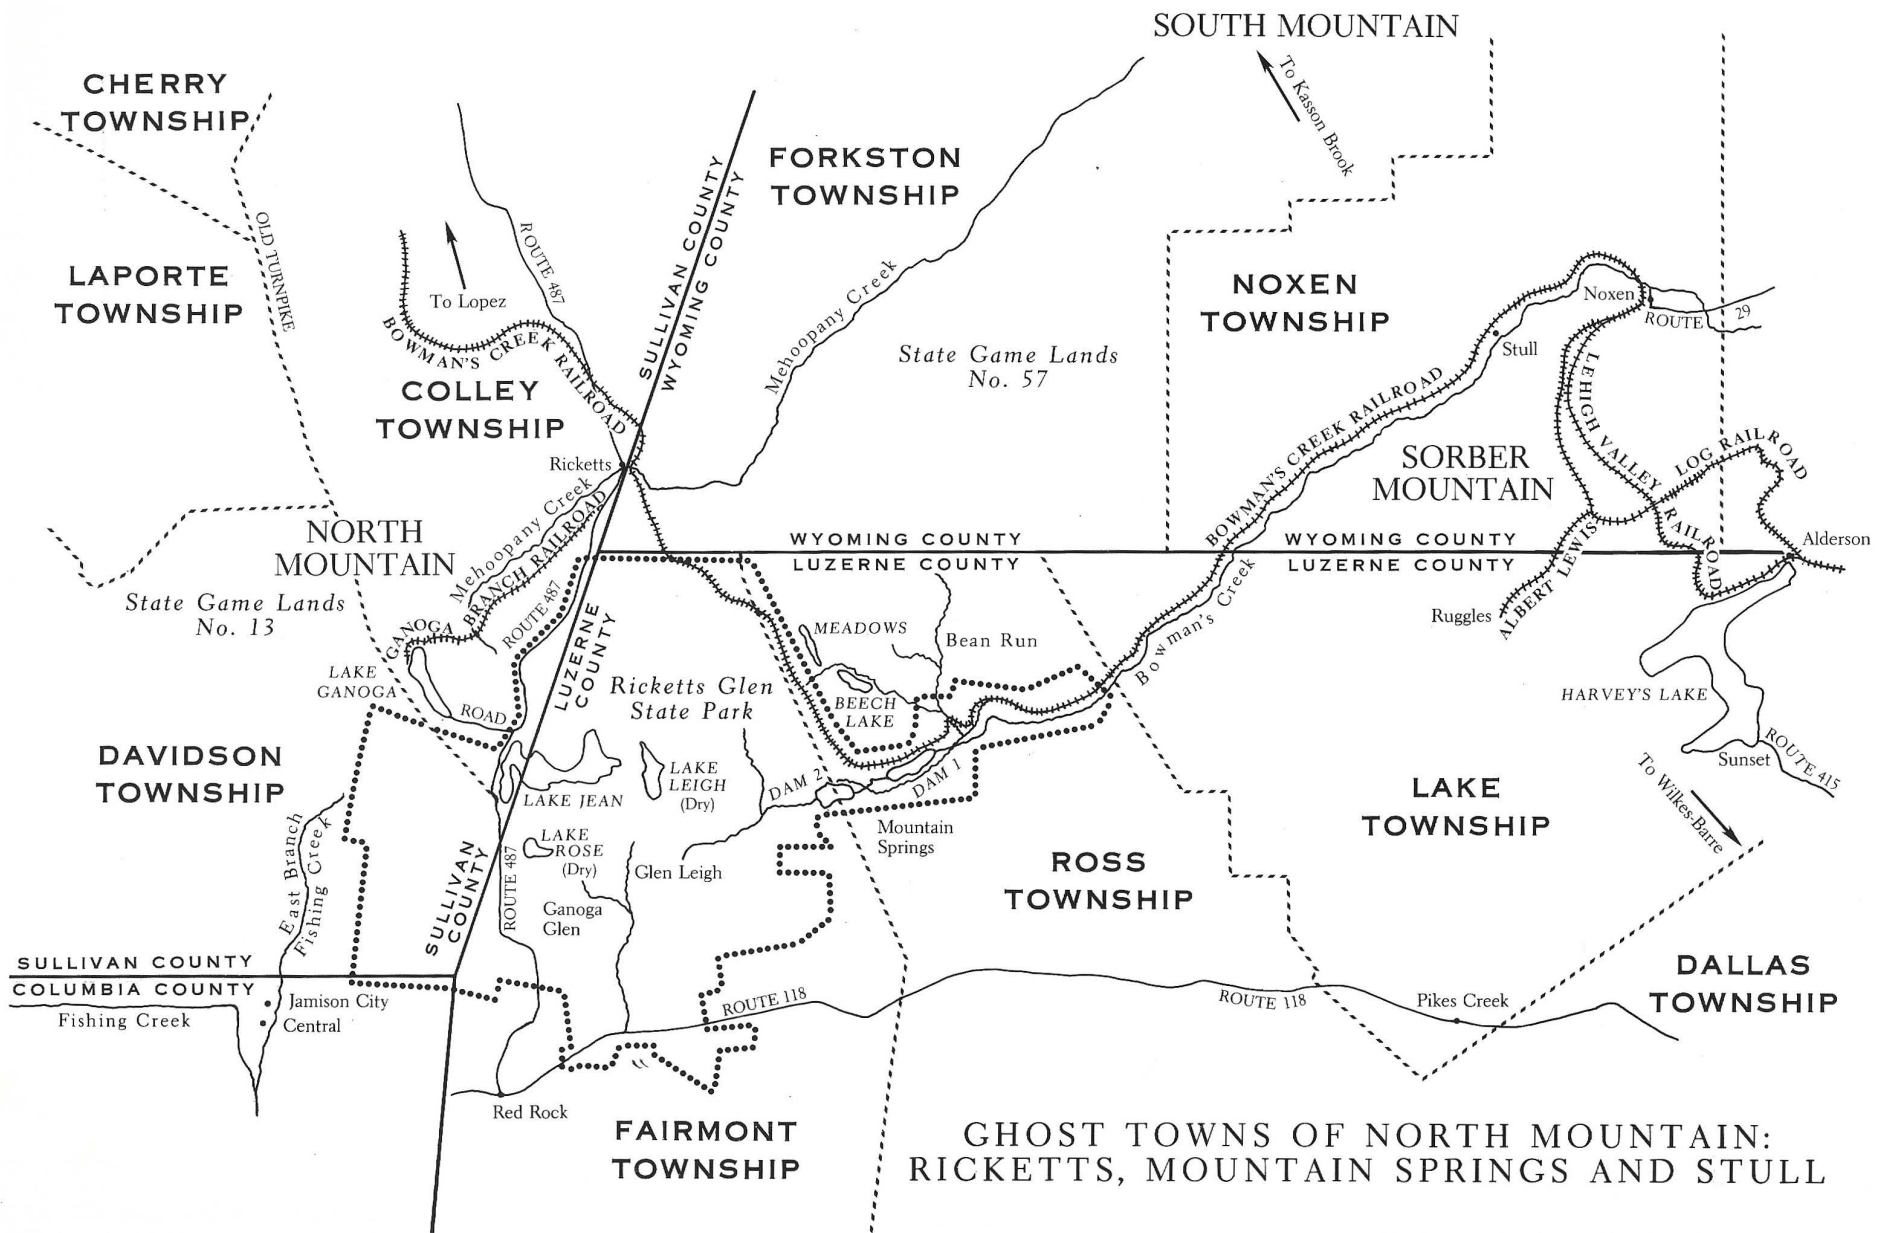 SOUTH MOUNTAIN
To Kasson Brook
CHERRY
TOWNSHIP
FORKSTON
TOWNSHIP
SULLIVAN COUNTY
WYOMING COUNTY
OLD TURNPIKE
ROUTE 487
LAPORTE
TOWNSHIP
To Lopez
BOWMAN'S CREEK RAILROAD
COLLEY
TOWNSHIP
Mehoopany Creek
State Game Lands
No. 57
NOXEN
TOWNSHIP
Noxen
ROUTE 29
Stull
LEHIGH VALLEY RAILROAD
BOWMAN'S CREEK RAILROAD
SORBER
MOUNTAIN
LOG RAILROAD
Ricketts
Mehoopany Creek
GANOGA BRANCH RAILROAD
NORTH
MOUNTAIN
State Game Lands
No. 13
WYOMING COUNTY
LUZERNE COUNTY
WYOMING COUNTY
LUZERNE COUNTY
Alderson
ALBERT LEWIS
Ruggles
ROUTE 487
LUZERNE
COUNTY
MEADOWS
Bean Run
Bowman's Creek
LAKE
GANOGA
ROAD
Ricketts Glen
State Park
BEECH
LAKE
HARVEY'S LAKE
Sunset
ROUTE 415
To Wilkes-Barre
DAVIDSON
TOWNSHIP
LAKE JEAN
LAKE
LEIGH
(Dry)
DAM 2
DAM 1
LAKE
TOWNSHIP
East Branch
Fishing Creek
SULLIVAN
COUNTY
ROUTE 487
LAKE
ROSE
(Dry)
Glen Leigh
Mountain
Springs
ROSS
TOWNSHIP
Ganoga
Glen
SULLIVAN COUNTY
COLUMBIA COUNTY
Fishing Creek
Jamison City
Central
ROUTE 118
ROUTE 118
Pikes Creek
DALLAS
TOWNSHIP
Red Rock
FAIRMONT
TOWNSHIP
GHOST TOWNS OF NORTH MOUNTAIN:
RICKETTS, MOUNTAIN SPRINGS AND STULL